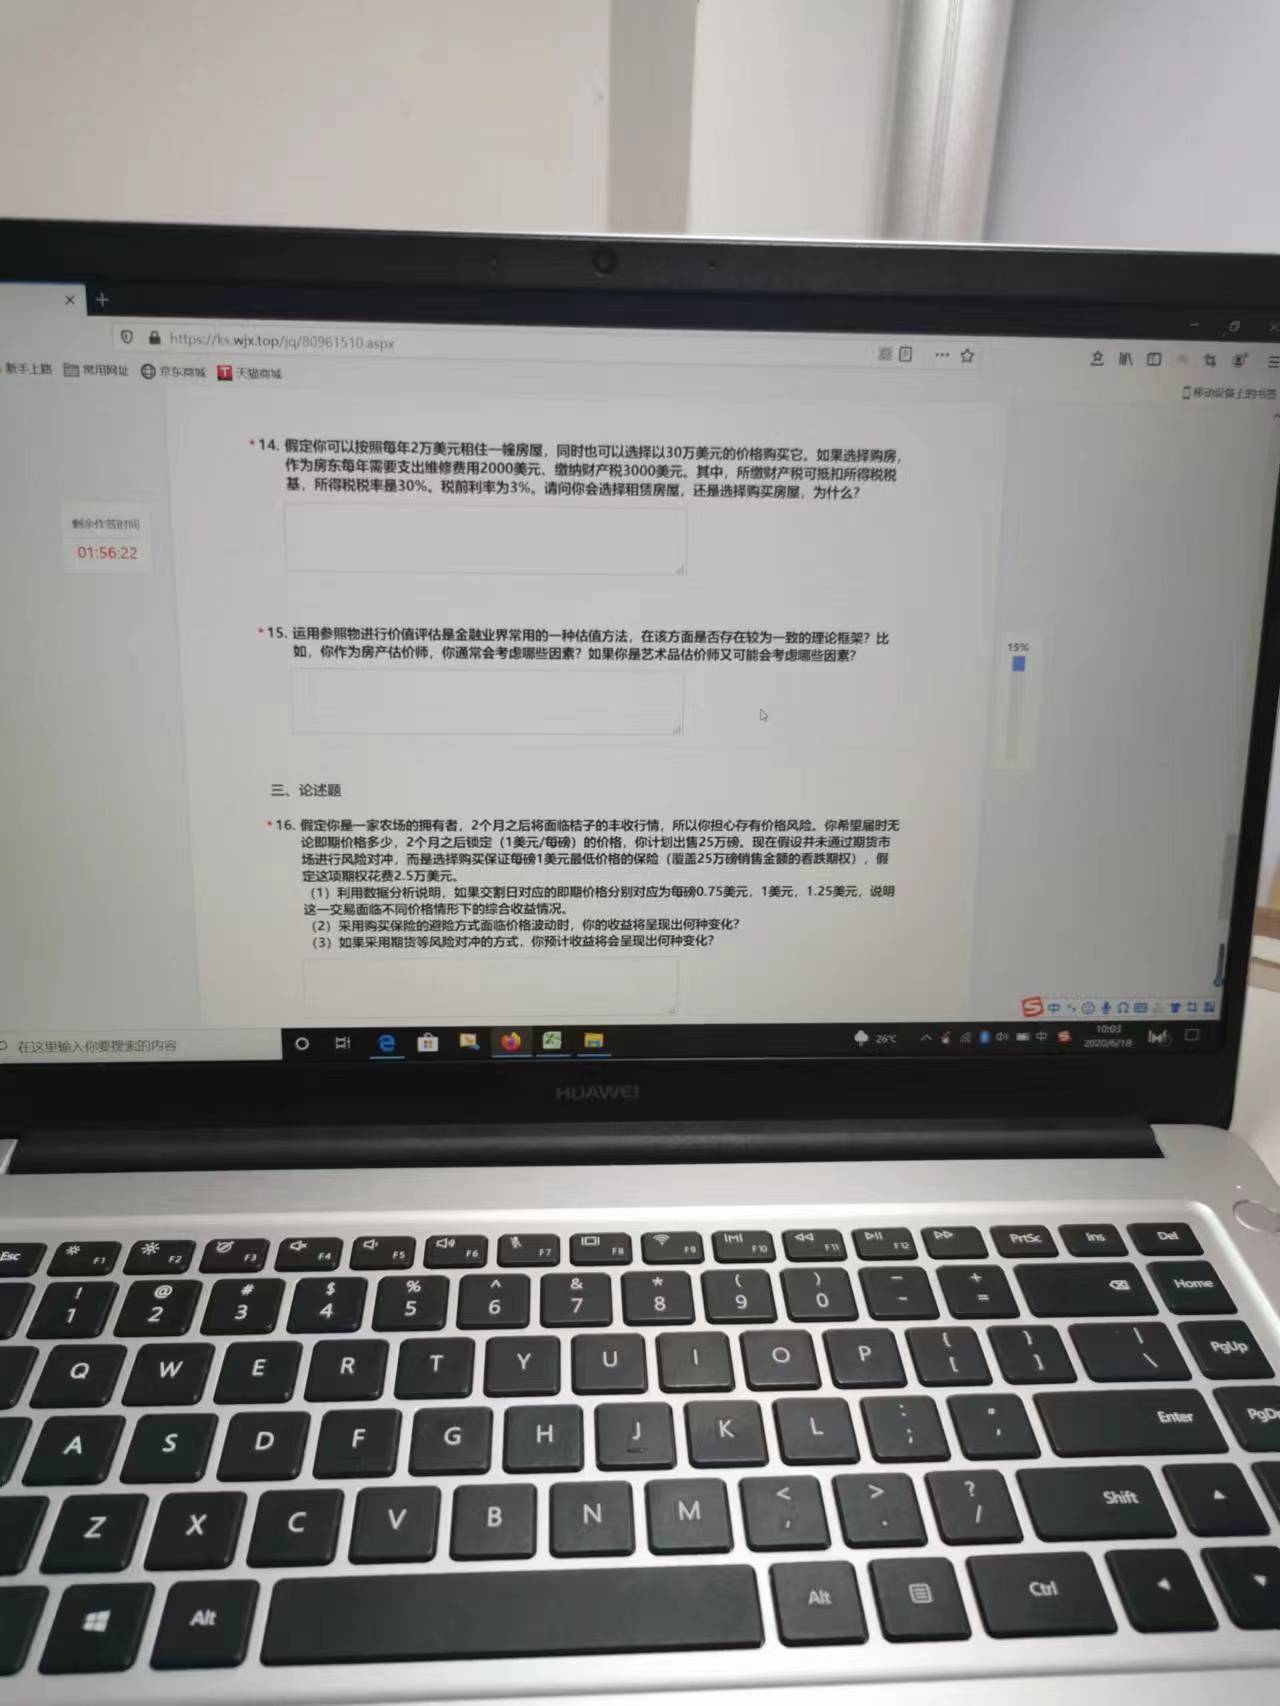 https://ks.wjx.top/jq/80961510.aspx
新手上路 常用网址 京东商城 天猫商城
移动设备上的书签
*14. 假定你可以按照每年2万美元租住一幢房屋，同时也可以选择以30万美元的价格购买它。如果选择购房，
作为房东每年需要支出维修费用2000美元、缴纳财产税3000美元。其中，所缴财产税可抵扣所得税税
基，所得税税率是30%。税前利率为3%。请问你会选择租赁房屋，还是选择购买房屋，为什么？
剩余作答时间
01:56:22
*15. 运用参照物进行价值评估是金融业界常用的一种估值方法，在该方面是否存在较为一致的理论框架？比
如，你作为房产估价师，你通常会考虑哪些因素？如果你是艺术品估价师又可能会考虑哪些因素？
15%
三、论述题
*16. 假定你是一家农场的拥有者，2个月之后将面临桔子的丰收行情，所以你担心存有价格风险。你希望届时无
论即期价格多少，2个月之后锁定（1美元/每磅）的价格，你计划出售25万磅。现在假设并未通过期货市
场进行风险对冲，而是选择购买保证每磅1美元最低价格的保险（覆盖25万磅销售金额的看跌期权），假
定这项期权花费2.5万美元。
（1）利用数据分析说明，如果交割日对应的即期价格分别对应为每磅0.75美元，1美元，1.25美元，说明
这一交易面临不同价格情形下的综合收益情况。
（2）采用购买保险的避险方式面临价格波动时，你的收益将呈现出何种变化？
（3）如果采用期货等风险对冲的方式，你预计收益将会呈现出何种变化？
中
在这里输入你要搜索的内容
26℃ 中 10:03
2020/6/18
HUAWEI
Esc F1 F2 F3 F4 F5 F6 F7 F8 F9 F10 F11 F12 PrtSc Ins Del
! @ # $ % ^ & * ( ) − +
1 2 3 4 5 6 7 8 9 0 - = Home
Q W E R T Y U I O P { [ } ] | \ PgUp
A S D F G H J K L : ; " ' Enter PgDn
Z X C V B N M < , > . ? / Shift
Alt Alt Ctrl